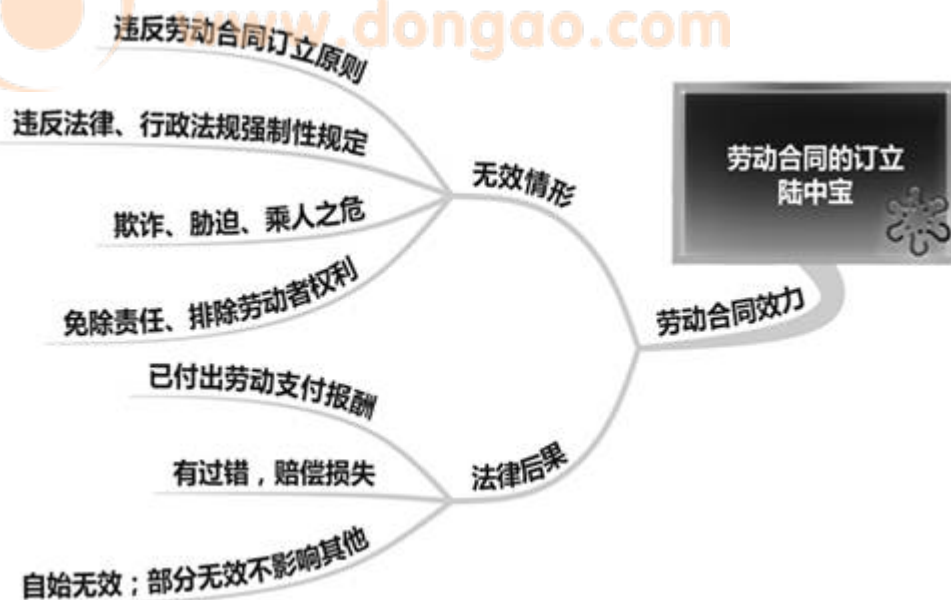 www.dongao.com
违反劳动合同订立原则
违反法律、行政法规强制性规定
欺诈、胁迫、乘人之危
免除责任、排除劳动者权利
无效情形
劳动合同的订立
陆中宝
劳动合同效力
已付出劳动支付报酬
有过错，赔偿损失
自始无效；部分无效不影响其他
法律后果